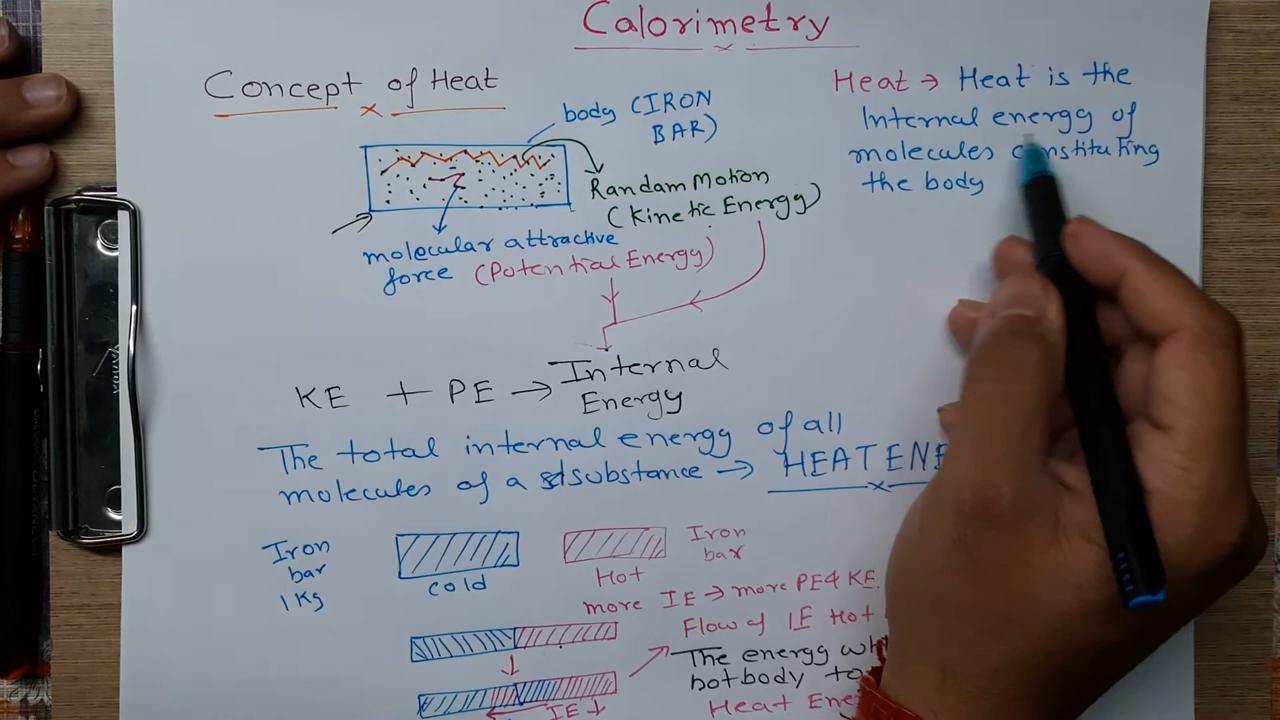 Calorimetry
Concept of Heat
body (IRON
BAR)
Randam Motion
(Kinetic Energy)
molecular attractive
force (Potential Energy)
KE + PE → Internal
Energy
The total internal energy of all
molecules of a substance → HEAT ENE
Heat → Heat is the
Internal energy of
molecules constituting
the body
Iron
bar
1 Kg
Cold
Hot
Iron
bar
more IE → more PE & KE
Flow of IE Hot
The energy wh
hot body to
Heat Ene
IE ↓